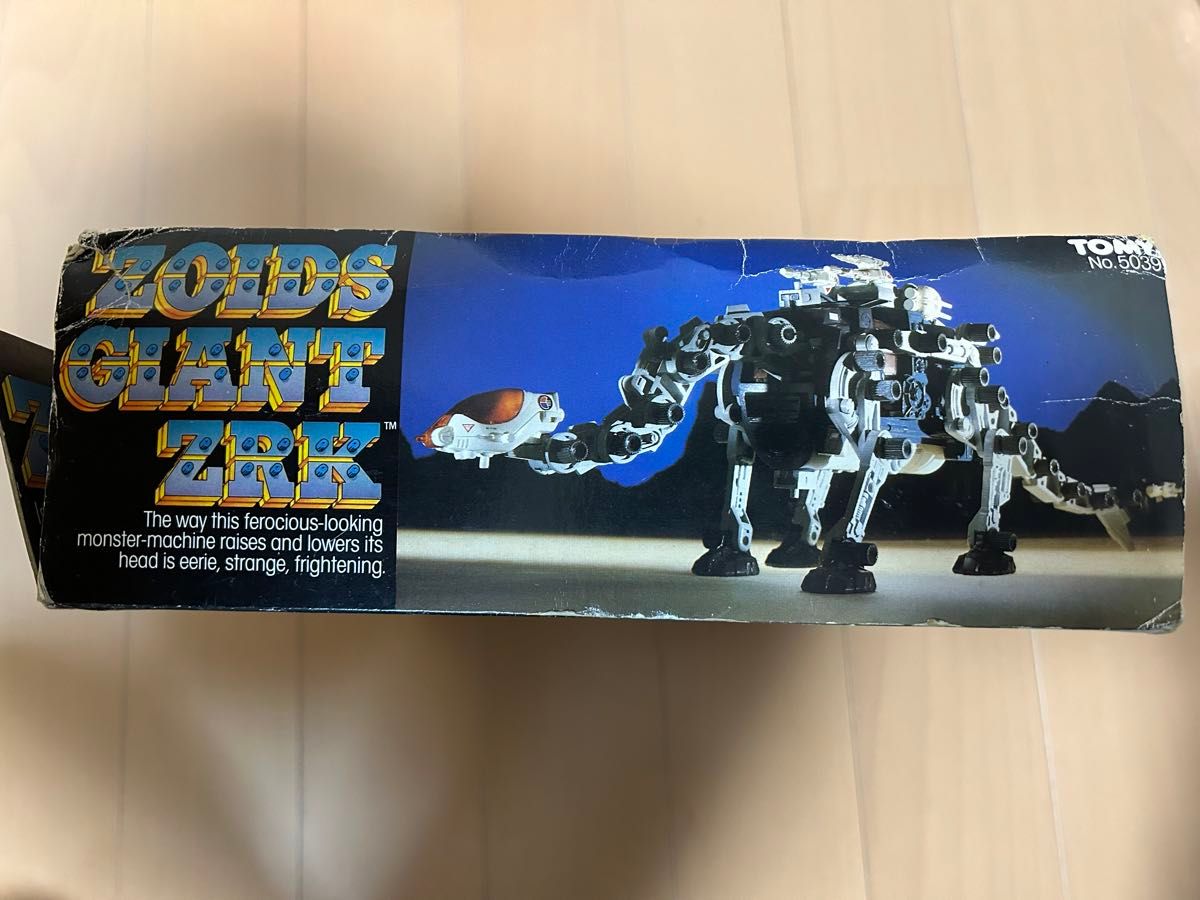 ZOIDS
GIANT
ZRK™
The way this ferocious-looking
monster-machine raises and lowers its
head is eerie, strange, frightening.
TOMY
No. 5039